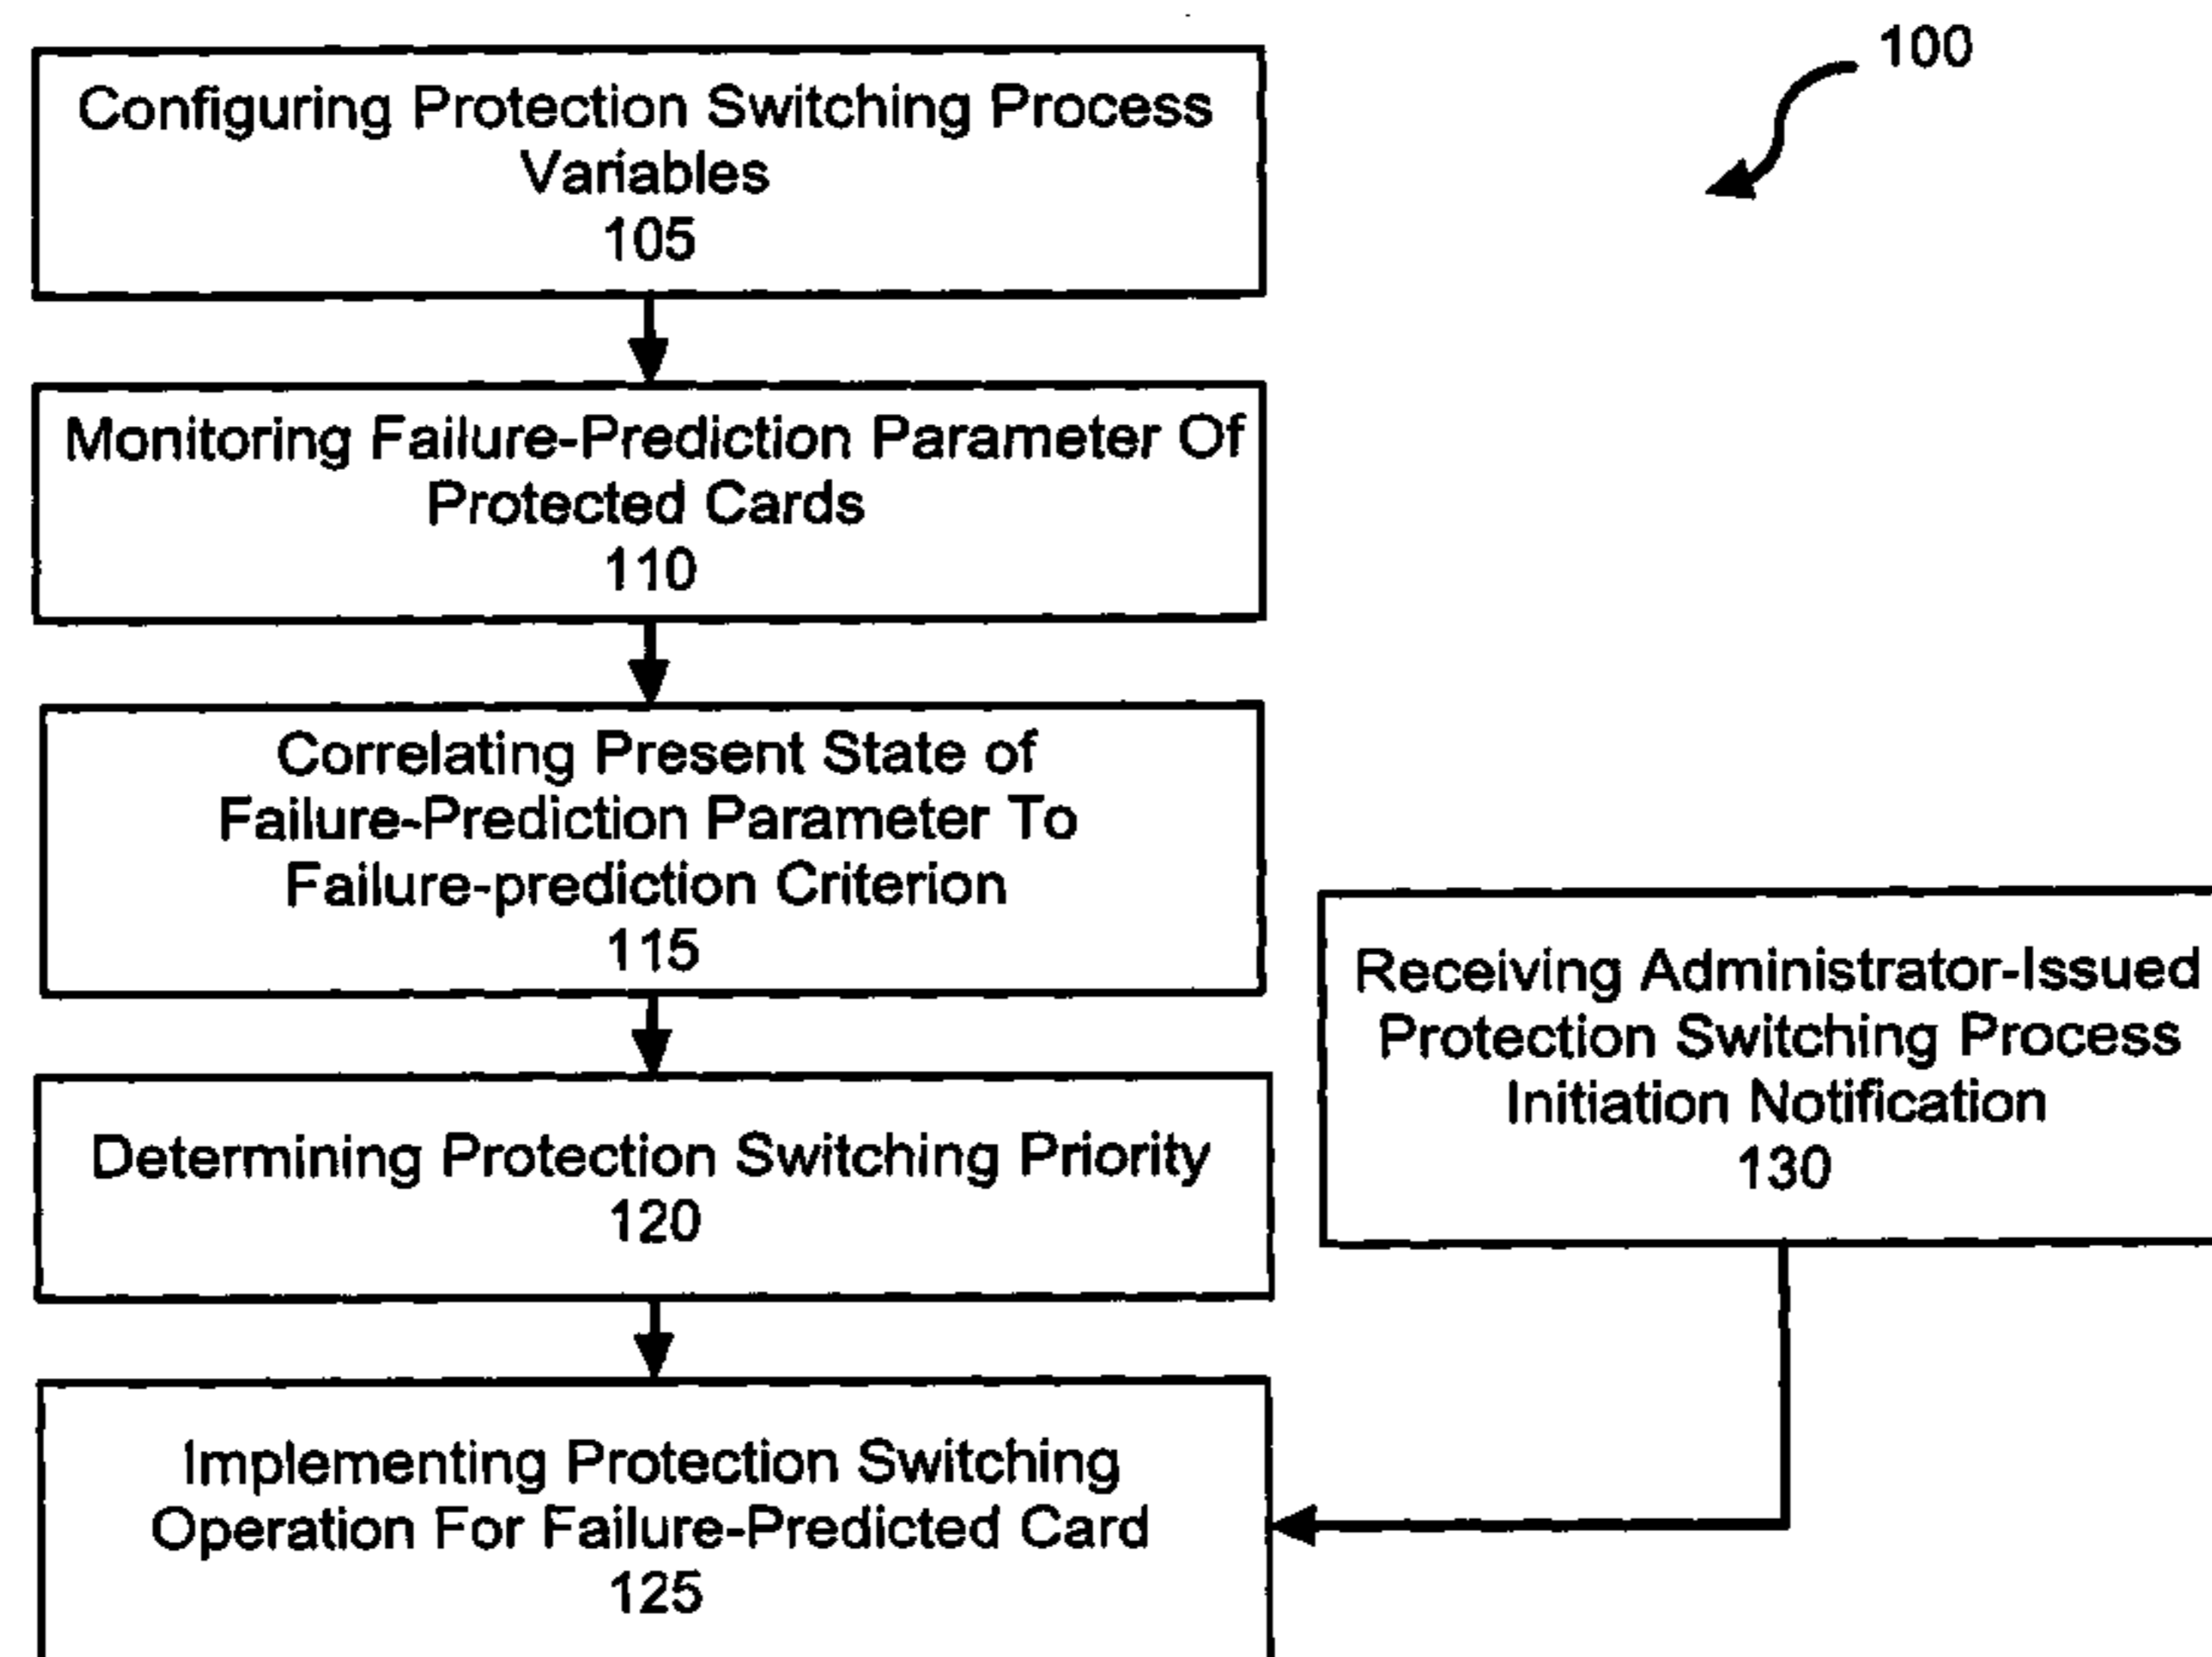 100
Configuring Protection Switching Process
Variables
105
Monitoring Failure-Prediction Parameter Of
Protected Cards
110
Correlating Present State of
Failure-Prediction Parameter To
Failure-prediction Criterion
115
Determining Protection Switching Priority
120
Implementing Protection Switching
Operation For Failure-Predicted Card
125
Receiving Administrator-Issued
Protection Switching Process
Initiation Notification
130